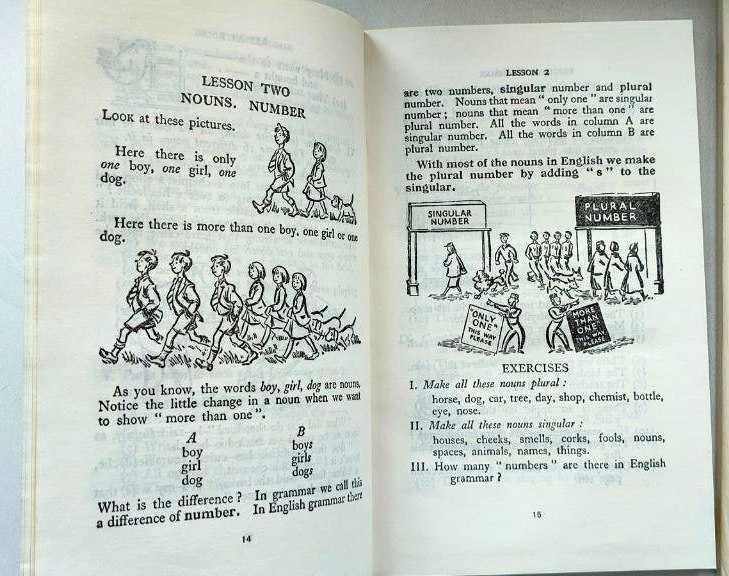 LESSON TWO
NOUNS. NUMBER
LOOK at these pictures.
Here there is only
one boy, one girl, one
dog.
Here there is more than one boy, one girl or one
dog.
As you know, the words boy, girl, dog are nouns.
Notice the little change in a noun when we want
to show "more than one".
A B
boy boys
girl girls
dog dogs
What is the difference? In grammar we call this
a difference of number. In English grammar there
14
LESSON 2
are two numbers, singular number and plural
number. Nouns that mean "only one" are singular
number; nouns that mean "more than one" are
plural number. All the words in column A are
singular number. All the words in column B are
plural number.
With most of the nouns in English we make
the plural number by adding "s" to the
singular.
SINGULAR
NUMBER
PLURAL
NUMBER
"ONLY
ONE"
THIS WAY
PLEASE
MORE
THAN
ONE
THIS WAY
PLEASE
EXERCISES
I. Make all these nouns plural:
horse, dog, car, tree, day, shop, chemist, bottle,
eye, nose.
II. Make all these nouns singular:
houses, cheeks, smells, corks, fools, nouns,
spaces, animals, names, things.
III. How many "numbers" are there in English
grammar?
15